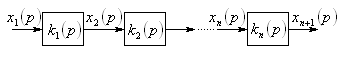 x₁(p) x₂(p) xₙ(p) xₙ₊₁(p)
k₁(p) k₂(p) ······ kₙ(p)